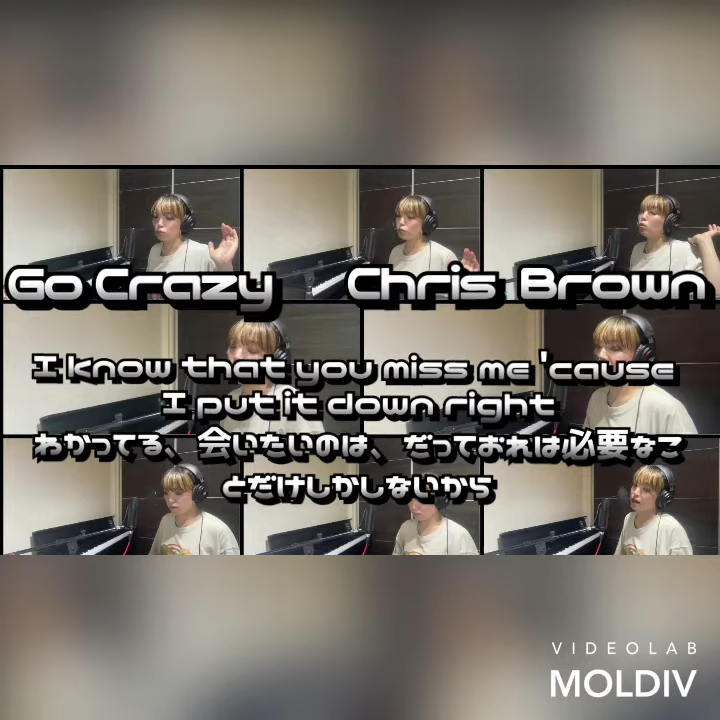 Go Crazy Chris Brown
I know that you miss me 'cause
I put it down right
わかってる、会いたいのは、だっておれは必要なこ
とだけしかしないから
VIDEOLAB
MOLDIV